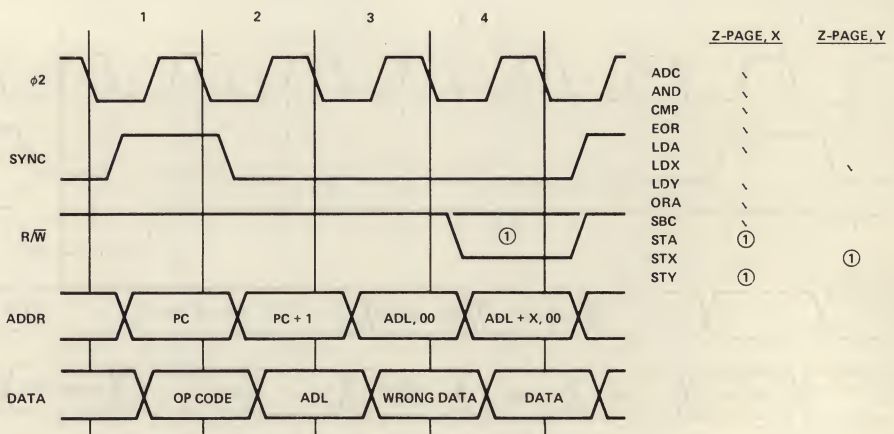 1 2 3 4
Z-PAGE, X Z-PAGE, Y
φ2
SYNC
R/W̅ ①
ADDR PC PC + 1 ADL, 00 ADL + X, 00
DATA OP CODE ADL WRONG DATA DATA
ADC
AND
CMP
EOR
LDA
LDX
LDY
ORA
SBC
STA ①
STX ①
STY ①